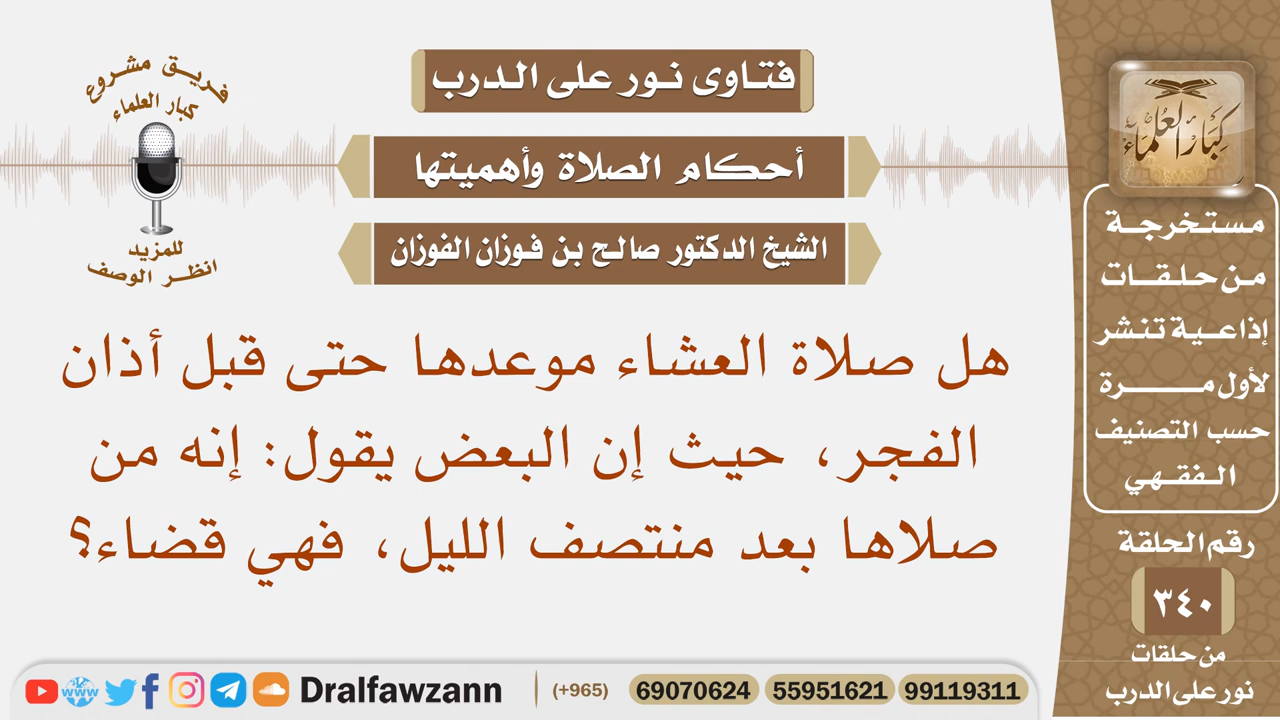 فتاوى نور على الدرب
أحكام الصلاة وأهميتها
الشيخ الدكتور صالح بن فوزان الفوزان
فريق مشروع
كبار العلماء
للمزيد
انظر الوصف
هل صلاة العشاء موعدها حتى قبل أذان
الفجر، حيث إن البعض يقول: إنه من
صلاها بعد منتصف الليل، فهي قضاء؟
كبار العلماء
مستخرجة
من حلقات
إذاعية تنشر
لأول مرة
حسب التصنيف
الفقهي
رقم الحلقة
٣٤٠
من حلقات
نور على الدرب
www Dralfawzann (+965) 69070624 55951621 99119311